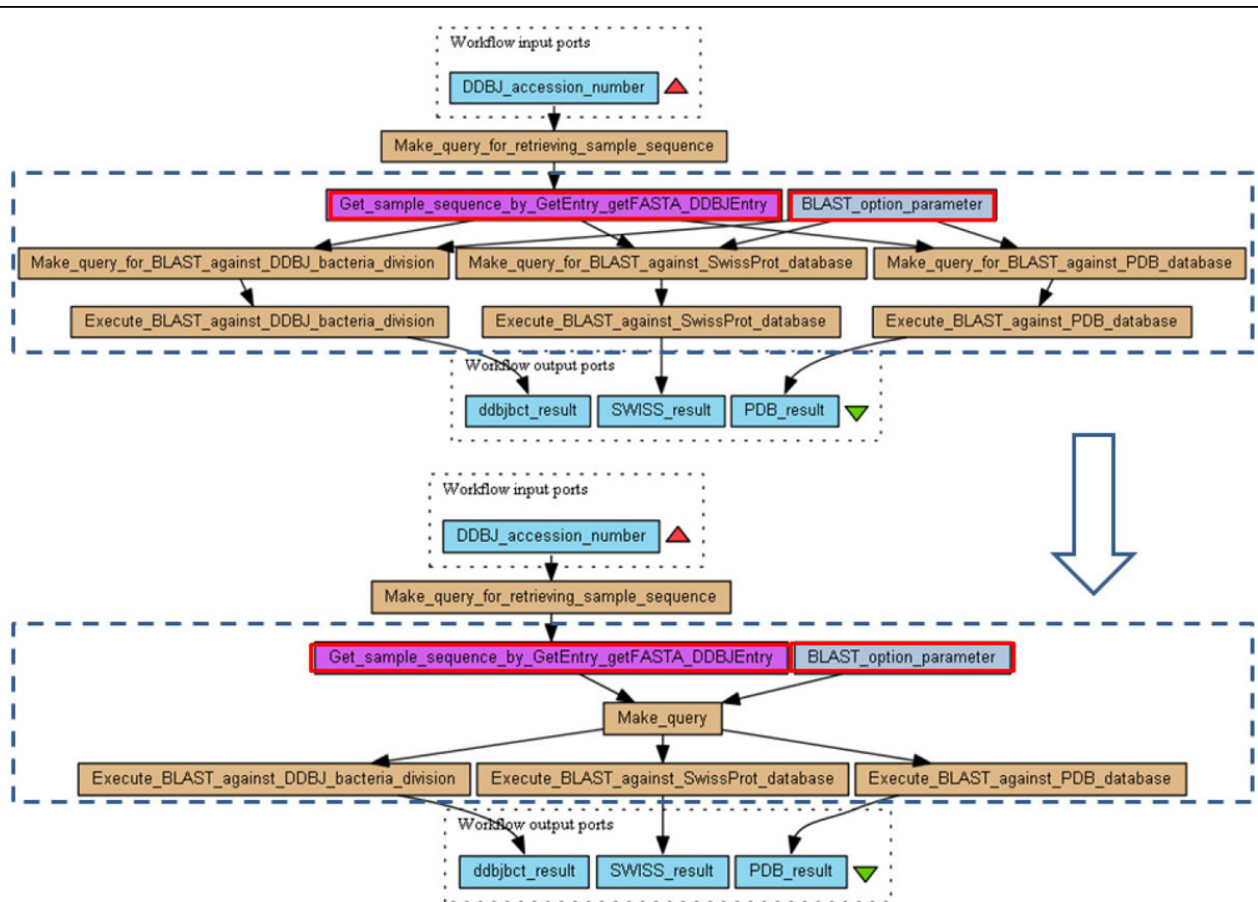 Workflow input ports
DDBJ_accession_number
Make_query_for_retrieving_sample_sequence
Get_sample_sequence_by_GetEntry_getFASTA_DDBJEntry
BLAST_option_parameter
Make_query_for_BLAST_against_DDBJ_bacteria_division
Make_query_for_BLAST_against_SwissProt_database
Make_query_for_BLAST_against_PDB_database
Execute_BLAST_against_DDBJ_bacteria_division
Execute_BLAST_against_SwissProt_database
Execute_BLAST_against_PDB_database
Workflow output ports
ddbjbct_result
SWISS_result
PDB_result
Workflow input ports
DDBJ_accession_number
Make_query_for_retrieving_sample_sequence
Get_sample_sequence_by_GetEntry_getFASTA_DDBJEntry
BLAST_option_parameter
Make_query
Execute_BLAST_against_DDBJ_bacteria_division
Execute_BLAST_against_SwissProt_database
Execute_BLAST_against_PDB_database
Workflow output ports
ddbjbct_result
SWISS_result
PDB_result